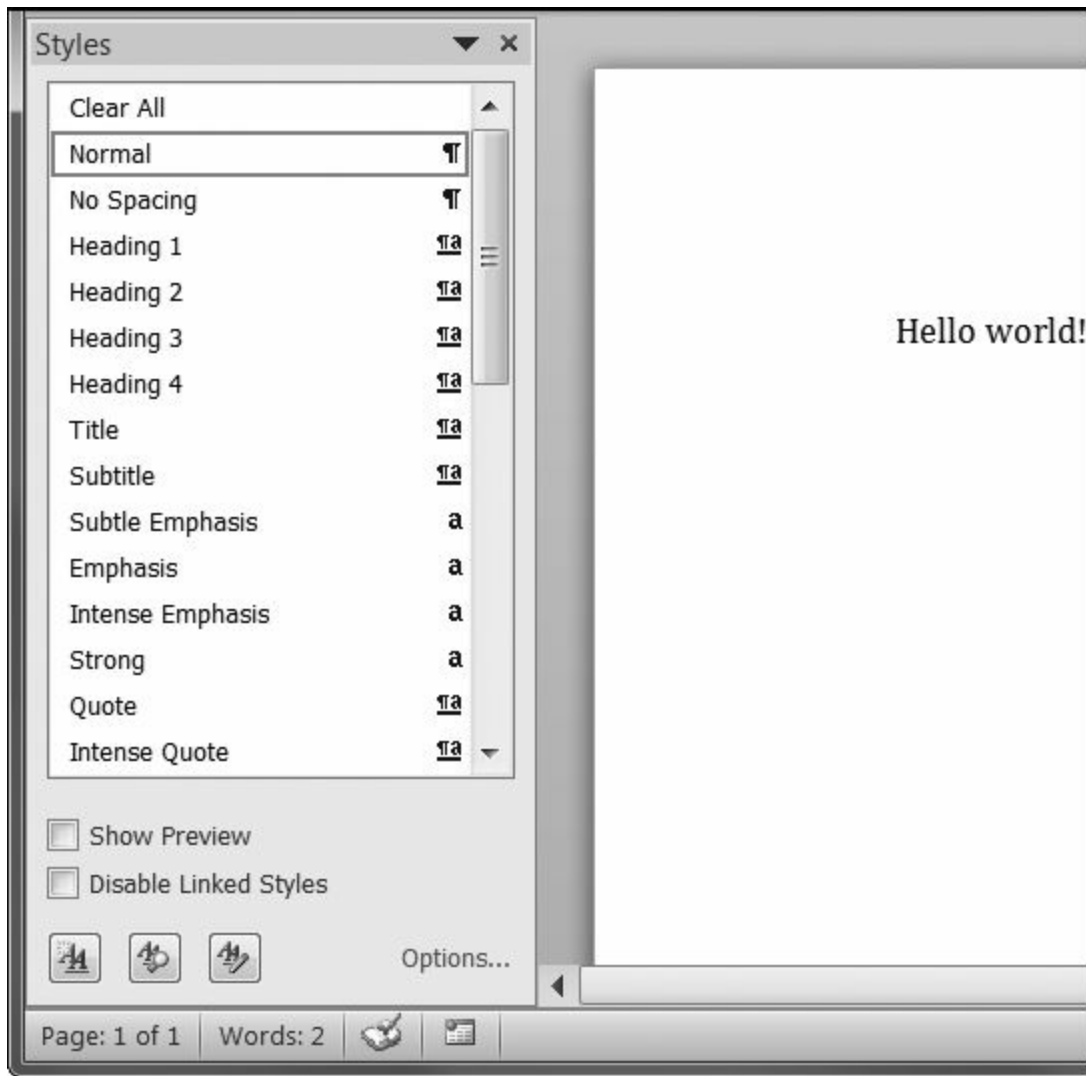 Styles
Clear All
Normal ¶
No Spacing ¶
Heading 1 ¶a
Heading 2 ¶a
Heading 3 ¶a
Heading 4 ¶a
Title ¶a
Subtitle ¶a
Subtle Emphasis a
Emphasis a
Intense Emphasis a
Strong a
Quote ¶a
Intense Quote ¶a
Show Preview
Disable Linked Styles
Options...
Hello world!
Page: 1 of 1 Words: 2